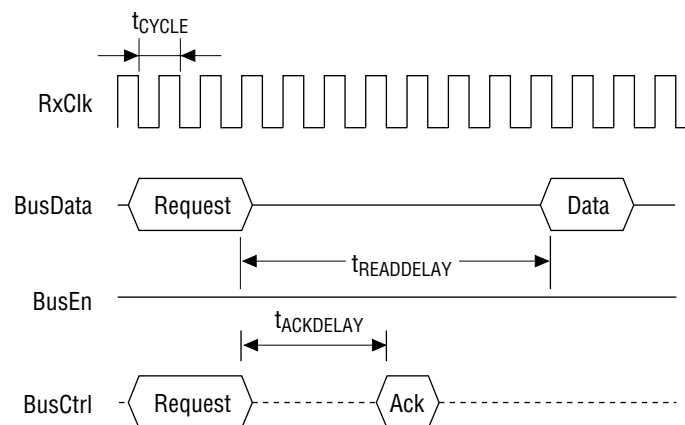 tCYCLE
RxClk
BusData
Request
Data
tREADDELAY
BusEn
tACKDELAY
BusCtrl
Request
Ack